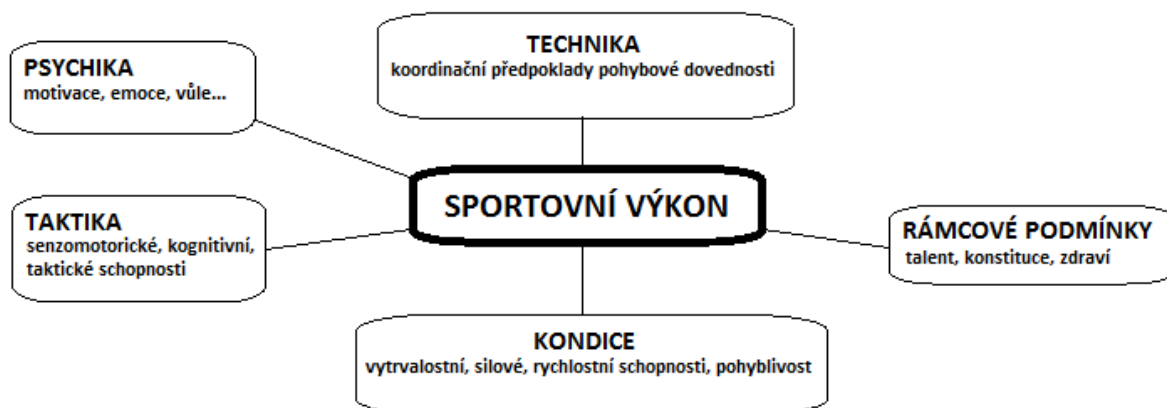 TECHNIKA
koordinační předpoklady pohybové dovednosti
PSYCHIKA
motivace, emoce, vůle...
SPORTOVNÍ VÝKON
TAKTIKA
senzomotorické, kognitivní,
taktické schopnosti
RÁMCOVÉ PODMÍNKY
talent, konstituce, zdraví
KONDICE
vytrvalostní, silové, rychlostní schopnosti, pohyblivost